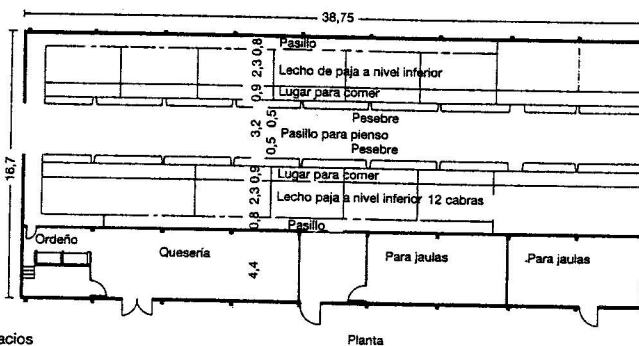 38,75
Pasillo
0,8
Lecho de paja a nivel inferior
2,3
Lugar para comer
0,9
Pesebre
0,5
3,2
Pasillo para pienso
0,5
Pesebre
Lugar para comer
0,9
Lecho paja a nivel inferior 12 cabras
2,3
Pasillo
0,8
Ordeño
Quesería
4,4
Para jaulas
Para jaulas
acios
Planta